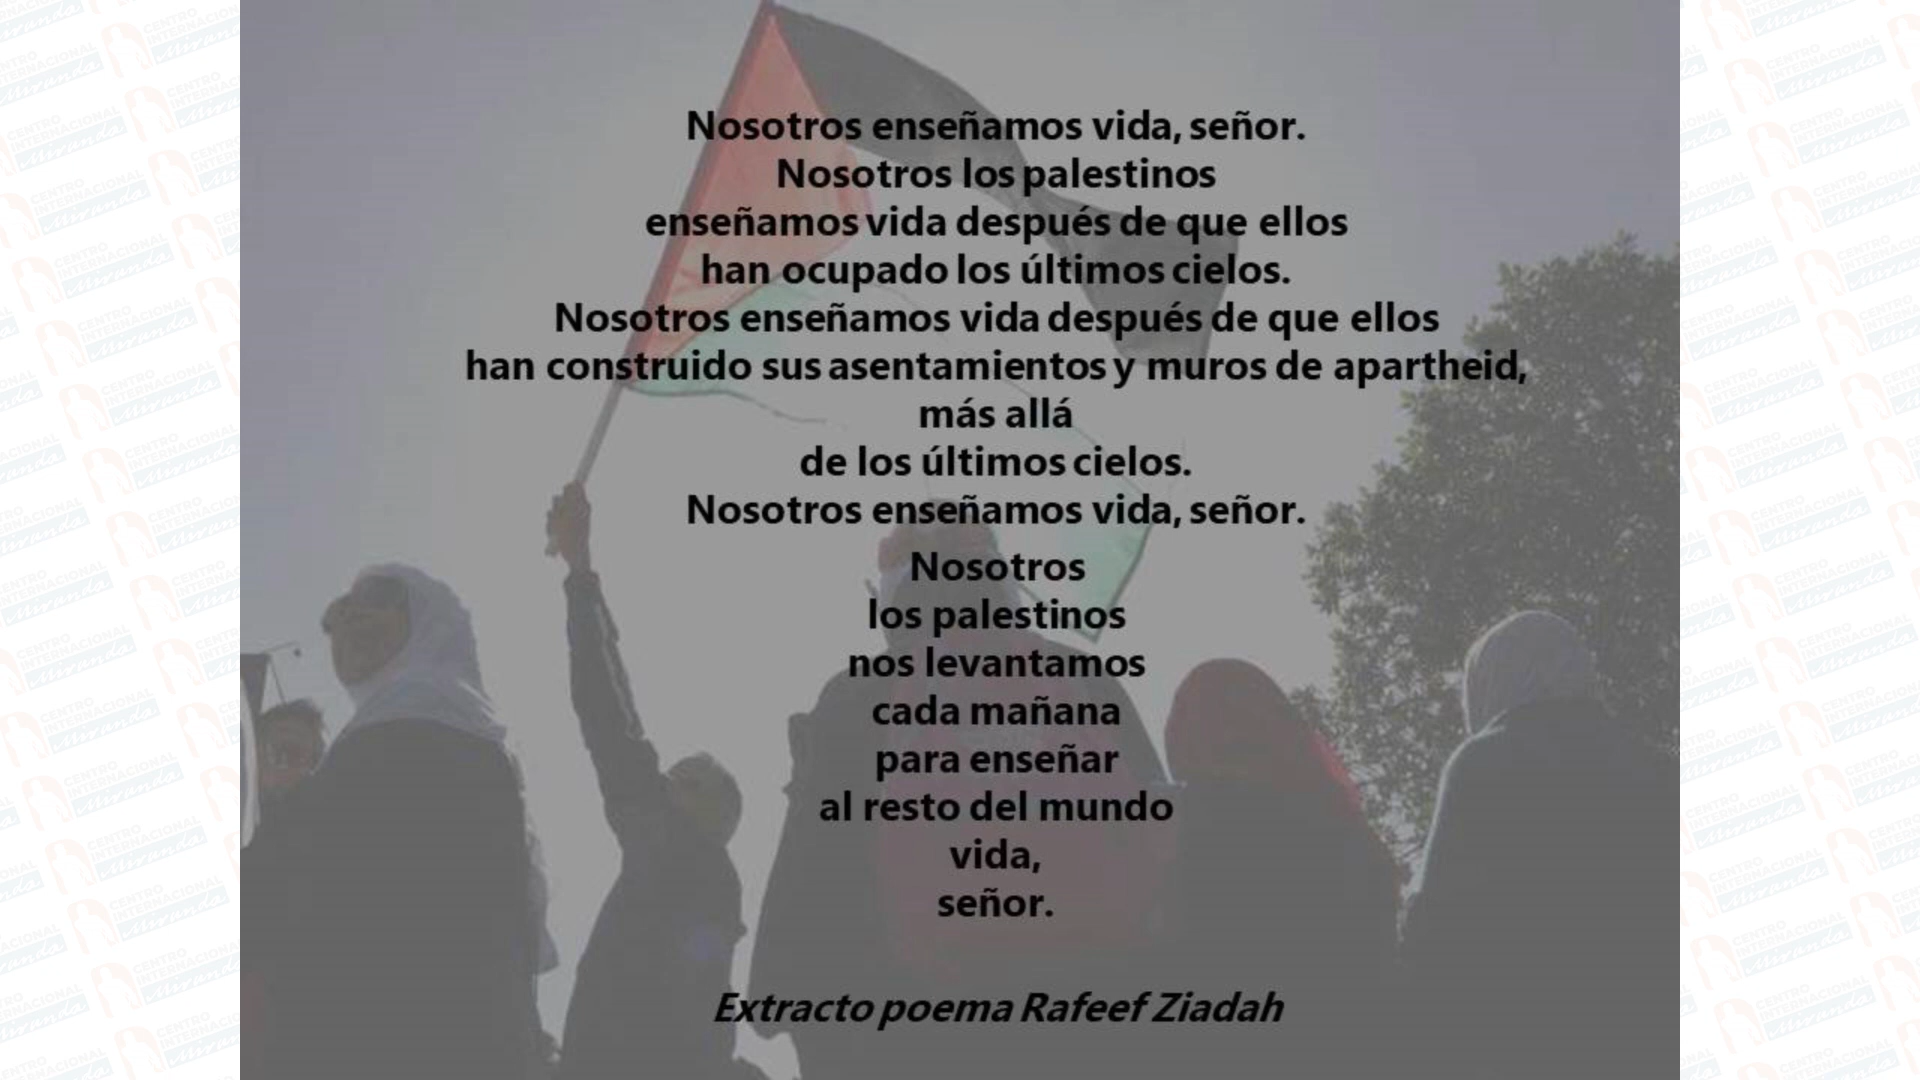 Nosotros enseñamos vida, señor.
Nosotros los palestinos
enseñamos vida después de que ellos
han ocupado los últimos cielos.
Nosotros enseñamos vida después de que ellos
han construido sus asentamientos y muros de apartheid,
más allá
de los últimos cielos.
Nosotros enseñamos vida, señor.
Nosotros
los palestinos
nos levantamos
cada mañana
para enseñar
al resto del mundo
vida,
señor.
Extracto poema Rafeef Ziadah
CENTRO
INTERNACIONAL
Miranda